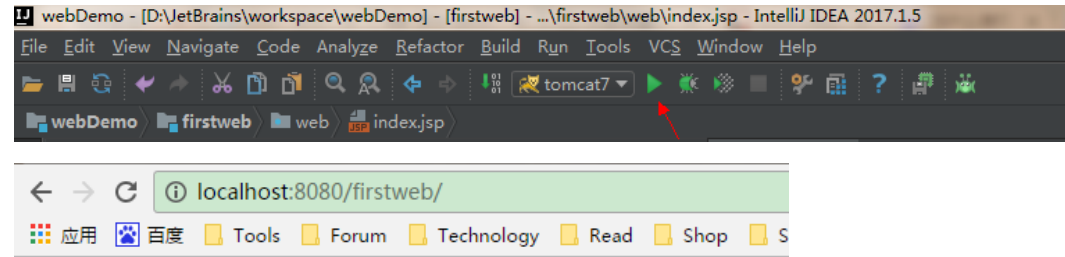 webDemo - [D:\JetBrains\workspace\webDemo] - [firstweb] - ...\firstweb\web\index.jsp - IntelliJ IDEA 2017.1.5
File Edit View Navigate Code Analyze Refactor Build Run Tools VCS Window Help
tomcat7
webDemo firstweb web index.jsp
localhost:8080/firstweb/
应用 百度 Tools Forum Technology Read Shop S